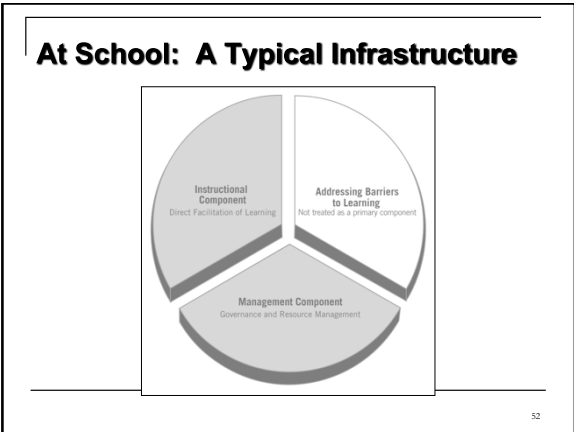 At School: A Typical Infrastructure
Instructional
Component
Direct Facilitation of Learning
Addressing Barriers
to Learning
Not treated as a primary component
Management Component
Governance and Resource Management
52